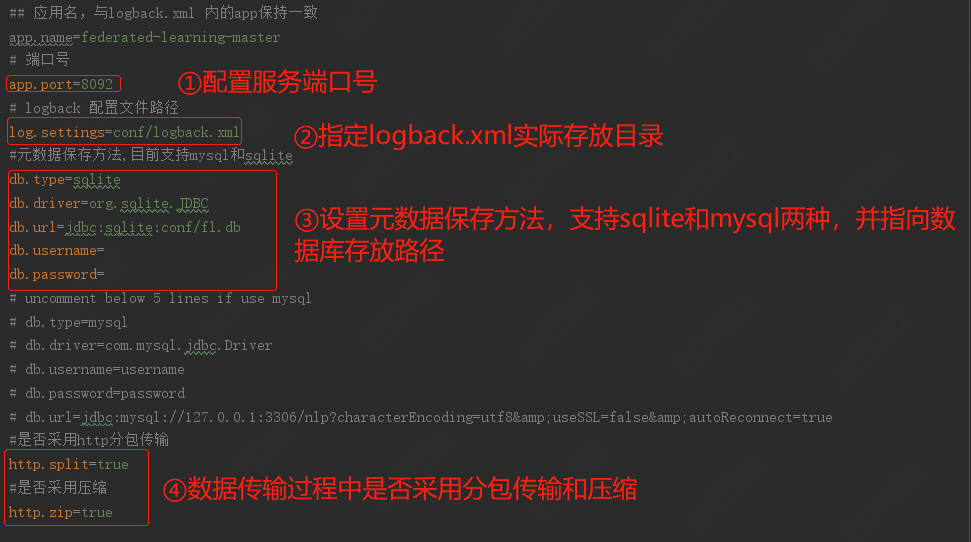 ## 应用名，与logback.xml 内的app保持一致
app.name=federated-learning-master
# 端口号
app.port=8092
①配置服务端口号
# logback 配置文件路径
log.settings=conf/logback.xml
②指定logback.xml实际存放目录
#元数据保存方法,目前支持mysql和sqlite
db.type=sqlite
db.driver=org.sqlite.JDBC
db.url=jdbc:sqlite:conf/fl.db
db.username=
db.password=
③设置元数据保存方法，支持sqlite和mysql两种，并指向数
据库存放路径
# uncomment below 5 lines if use mysql
# db.type=mysql
# db.driver=com.mysql.jdbc.Driver
# db.username=username
# db.password=password
# db.url=jdbc:mysql://127.0.0.1:3306/nlp?characterEncoding=utf8&amp;useSSL=false&amp;autoReconnect=true
#是否采用http分包传输
http.split=true
#是否采用压缩
http.zip=true
④数据传输过程中是否采用分包传输和压缩